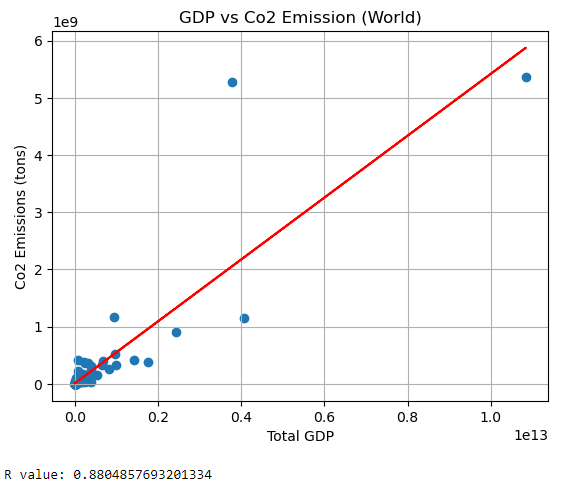 GDP vs Co2 Emission (World)
1e9
6
5
4
3
2
1
0
Co2 Emissions (tons)
0.0 0.2 0.4 0.6 0.8 1.0
1e13
Total GDP
R value: 0.8804857693201334